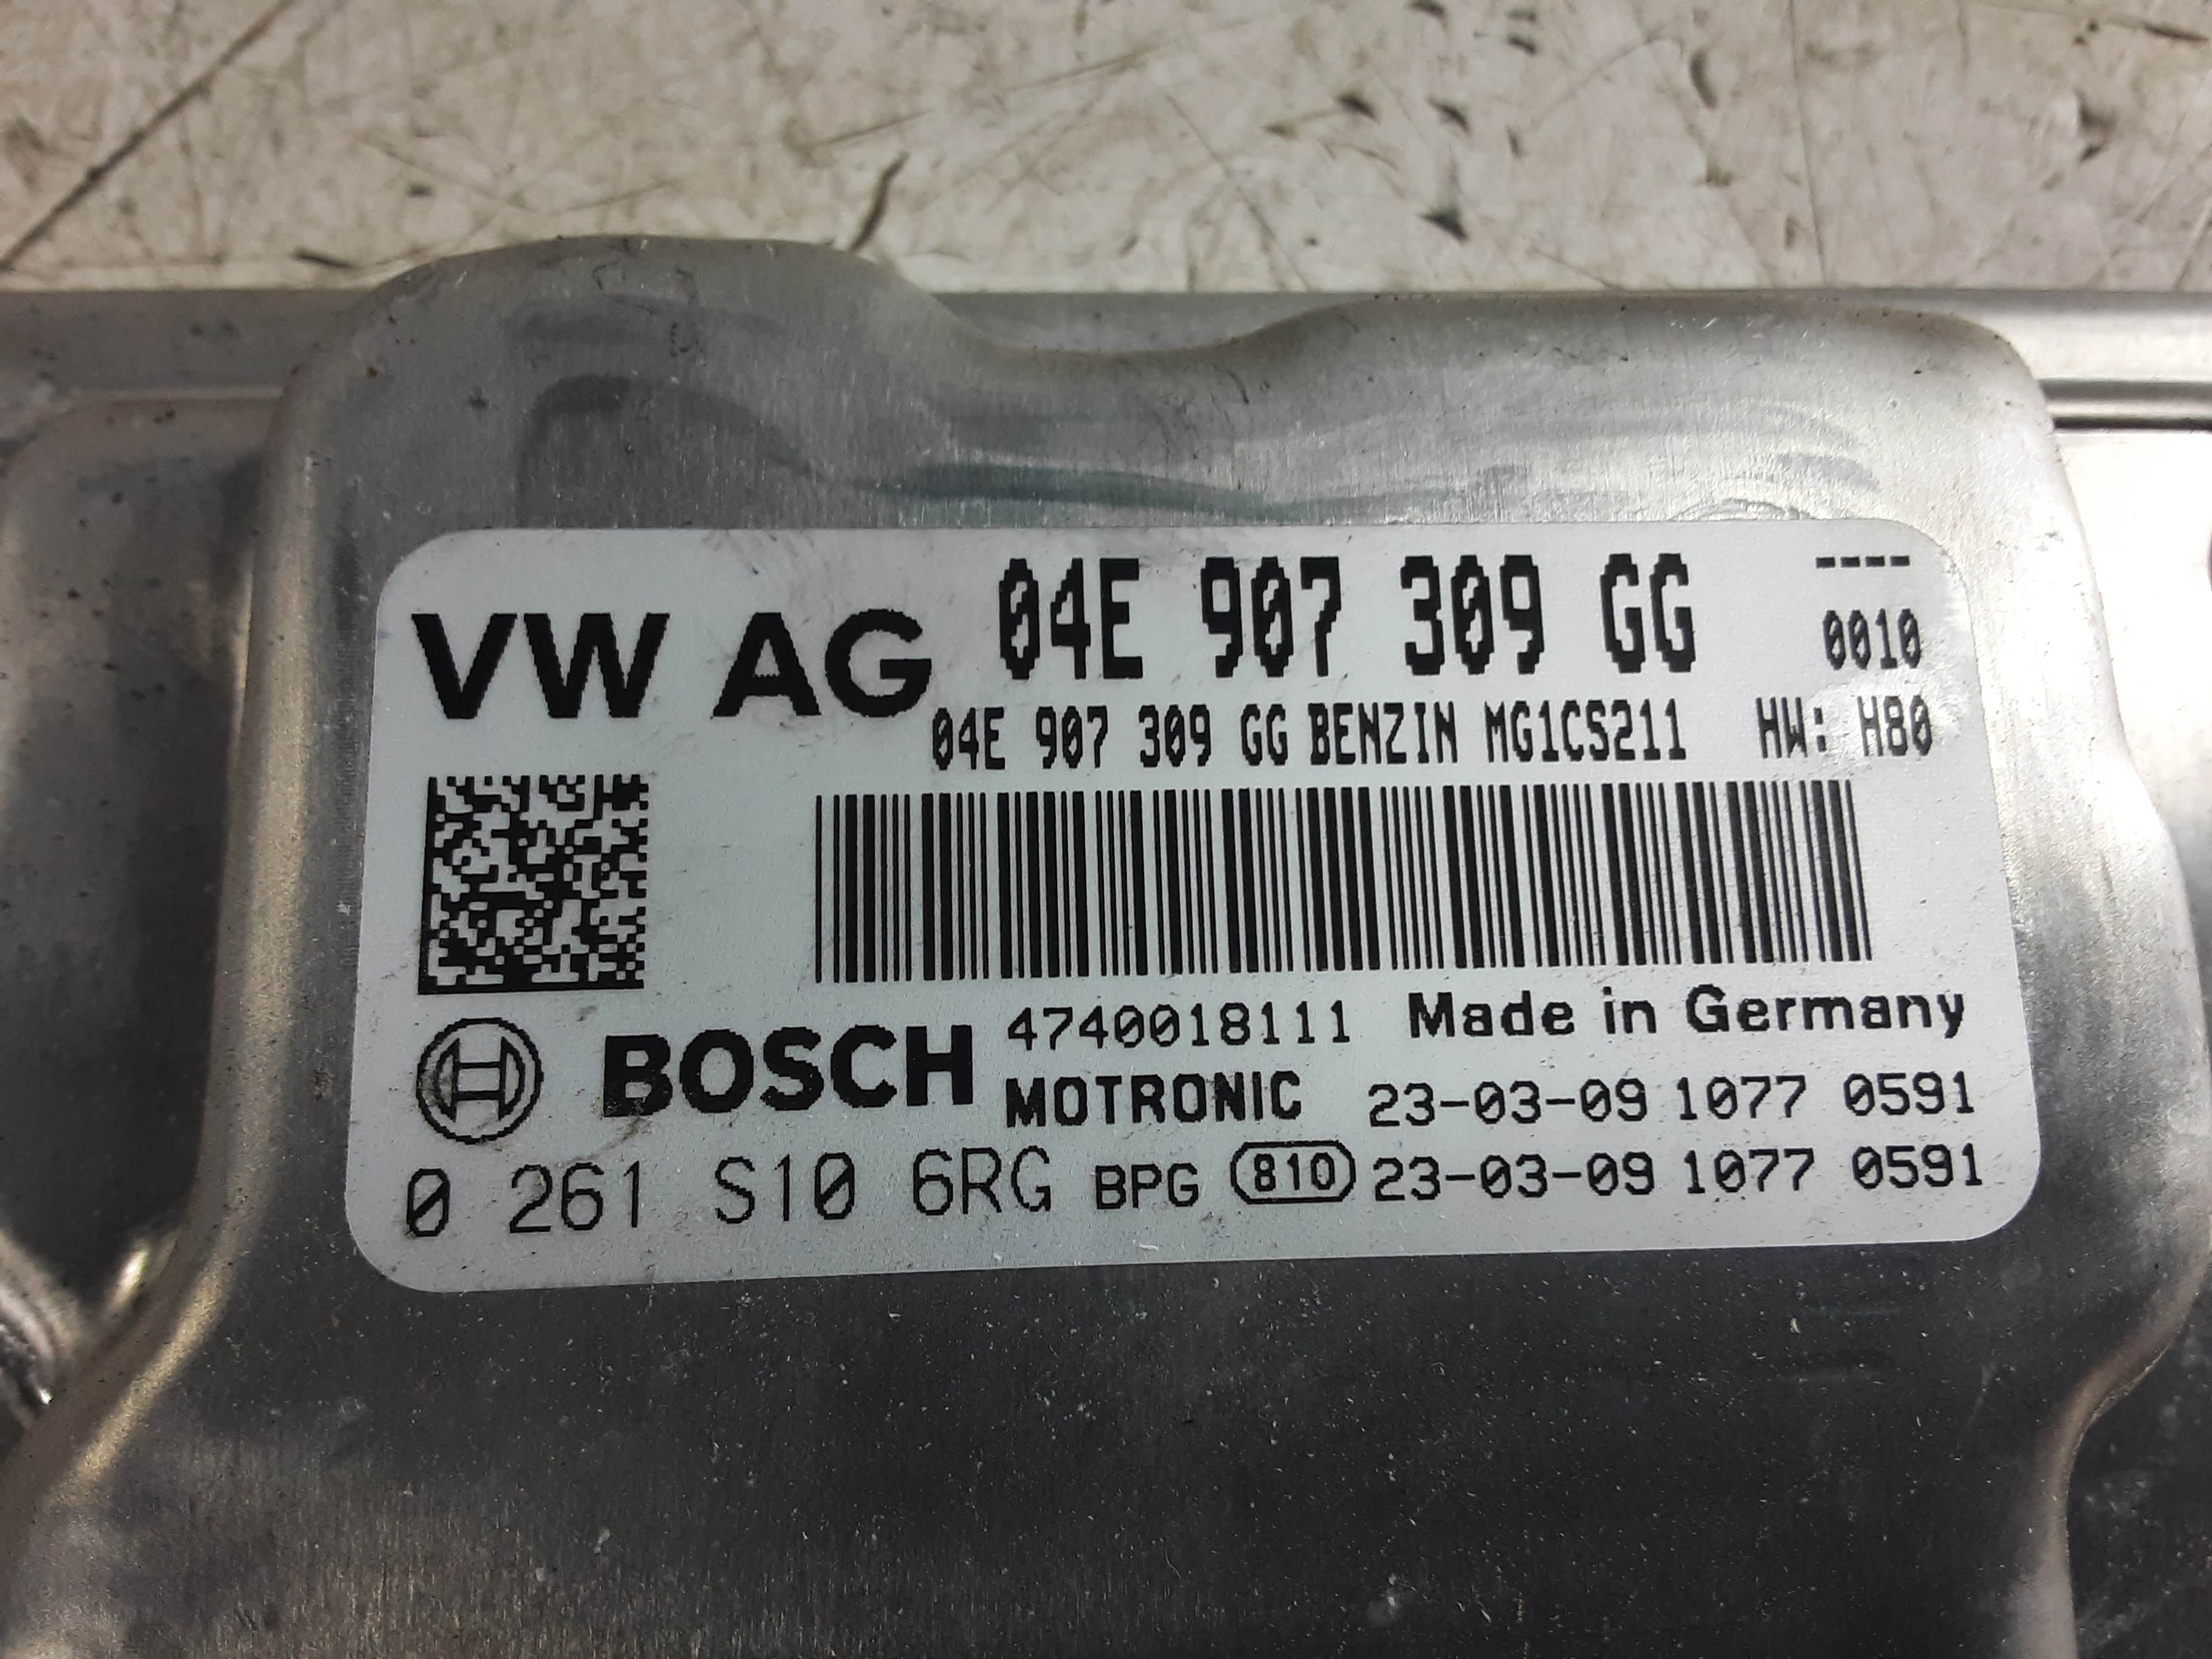 VW AG 04E 907 309 GG ----
0010
04E 907 309 GG BENZIN MG1CS211 HW: H80
BOSCH 4740018111 Made in Germany
MOTRONIC 23-03-09 1077 0591
0 261 S10 6RG BPG 810 23-03-09 1077 0591